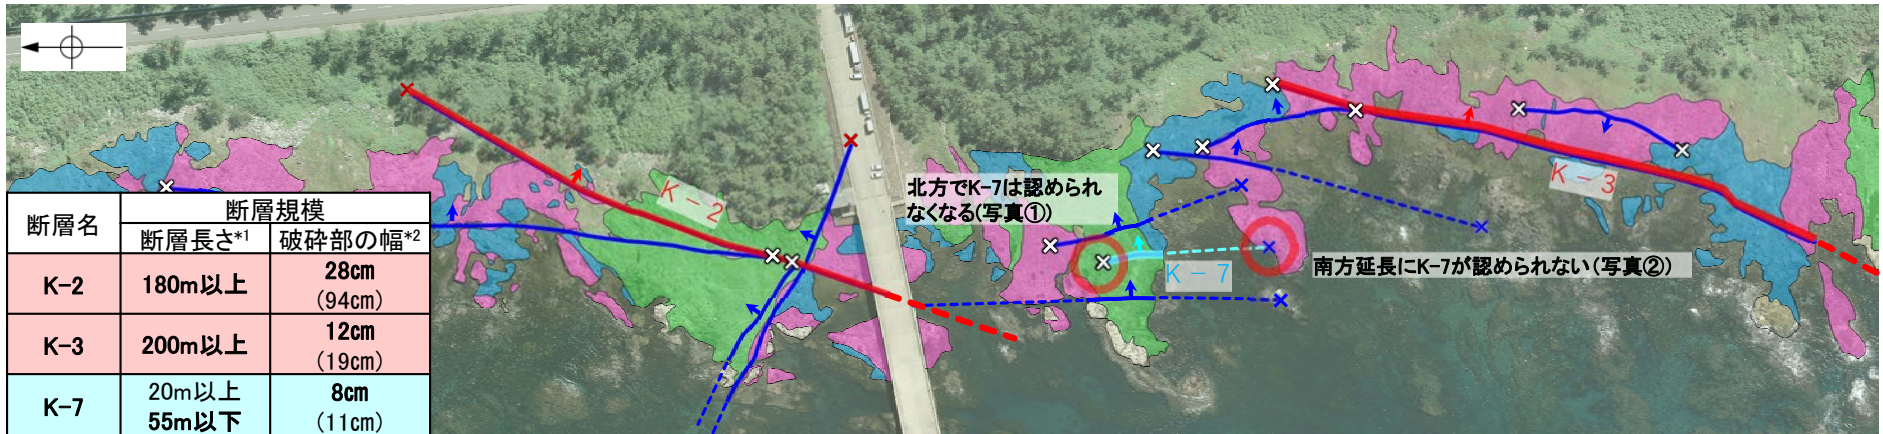 K-2
北方でK-7は認められ
なくなる(写真①)
K-7
南方延長にK-7が認められない(写真②)
K-3
断層名 断層規模
断層長さ*1 破砕部の幅*2
K-2 180m以上 28cm
(94cm)
K-3 200m以上 12cm
(19cm)
K-7 20m以上 8cm
55m以下 (11cm)